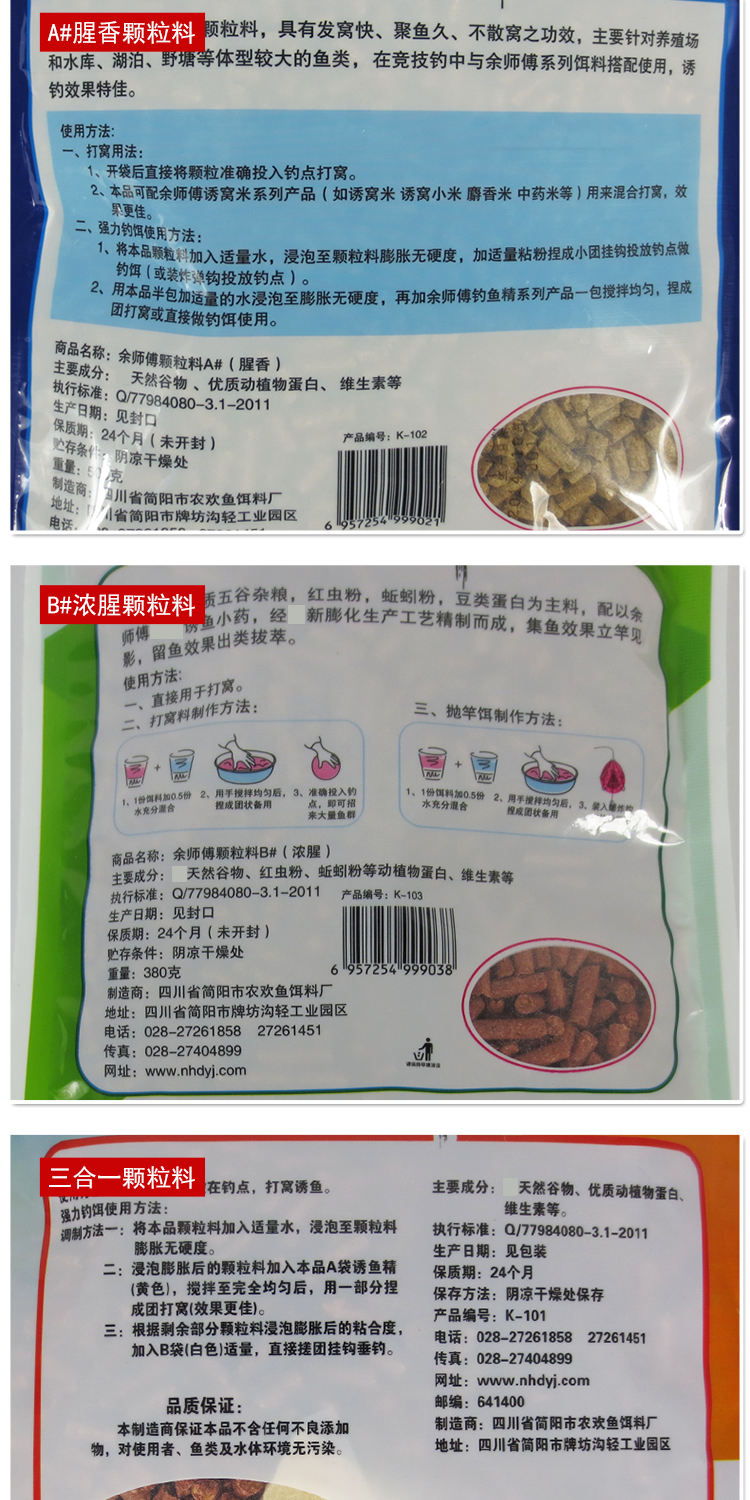 A#腥香颗粒料
颗粒料，具有发窝快、聚鱼久、不散窝之功效，主要针对养殖场
和水库、湖泊、野塘等体型较大的鱼类，在竞技钓中与余师傅系列饵料搭配使用，诱
钓效果特佳。
使用方法：
一、打窝用法：
1、开袋后直接将颗粒准确投入钓点打窝。
2、本品可配余师傅诱窝米系列产品（如诱窝米 诱窝小米 麝香米 中药米等）用来混合打窝，效
果更佳。
二、强力钓饵使用方法：
1、将本品颗粒料加入适量水，浸泡至颗粒料膨胀无硬度，加适量粘粉捏成小团挂钩投放钓点做
钓饵（或装炸弹钩投放钓点）。
2、用本品半包加适量的水浸泡至膨胀无硬度，再加余师傅钓鱼精系列产品一包搅拌均匀，捏成
团打窝或直接做钓饵使用。
商品名称：余师傅颗粒料A#（腥香）
主要成分： 天然谷物 、优质动植物蛋白、 维生素等
执行标准：Q/77984080-3.1-2011
生产日期：见封口
保质期：24个月（未开封）
贮存条件：阴凉干燥处
重量：5 克
制造商：四川省简阳市农欢鱼饵料厂
地址：四川省简阳市牌坊沟轻工业园区
电话：
产品编号：K-102
6 957254 999021
B#浓腥颗粒料
质五谷杂粮，红虫粉，蚯蚓粉，豆类蛋白为主料，配以余
师傅 诱鱼小药，经 新膨化生产工艺精制而成，集鱼效果立竿见
影，留鱼效果出类拔萃。
使用方法：
一、直接用于打窝。
二、打窝料制作方法：
1、1份饵料加0.5份
水充分混合
2、用手搅拌均匀后，
捏成团状备用
3、准确投入钓
点，即可招
来大量鱼群
三、抛竿饵制作方法：
1、1份饵料加0.5份
水充分混合
2、用手搅拌均匀后，
捏成团状备用
3、装入爆炸钩
商品名称：余师傅颗粒料B#（浓腥）
主要成分： 天然谷物、红虫粉、蚯蚓粉等动植物蛋白、维生素等
执行标准：Q/77984080-3.1-2011
生产日期：见封口
保质期：24个月（未开封）
贮存条件：阴凉干燥处
重量：380克
制造商：四川省简阳市农欢鱼饵料厂
地址：四川省简阳市牌坊沟轻工业园区
电话：028-27261858 27261451
传真：028-27404899
网址：www.nhdyj.com
产品编号：K-103
6 957254 999038
三合一颗粒料
在钓点，打窝诱鱼。
强力钓饵使用方法：
调制方法一：将本品颗粒料加入适量水，浸泡至颗粒料
膨胀无硬度。
二：浸泡膨胀后的颗粒料加入本品A袋诱鱼精
(黄色)，搅拌至完全均匀后，用一部分捏
成团打窝(效果更佳)。
三：根据剩余部分颗粒料浸泡膨胀后的粘合度，
加入B袋(白色)适量，直接搓团挂钩垂钓。
品质保证：
本制造商保证本品不含任何不良添加
物，对使用者、鱼类及水体环境无污染。
主要成分： 天然谷物、优质动植物蛋白、
维生素等。
执行标准：Q/77984080-3.1-2011
生产日期：见包装
保质期：24个月
保存方法：阴凉干燥处保存
产品编号：K-101
电话：028-27261858 27261451
传真：028-27404899
网址：www.nhdyj.com
邮编：641400
制造商：四川省简阳市农欢鱼饵料厂
地址：四川省简阳市牌坊沟轻工业园区